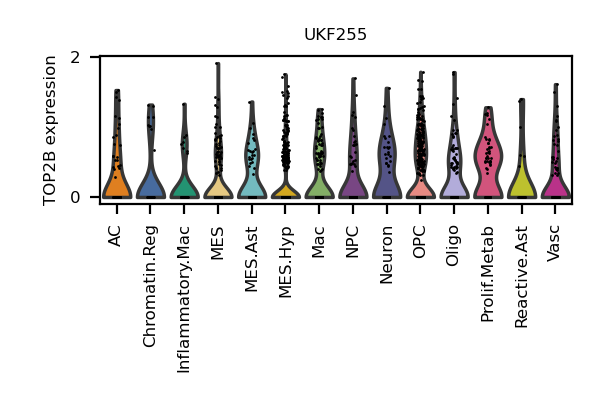 UKF255
TOP2B expression
2
0
AC
Chromatin.Reg
Inflammatory.Mac
MES
MES.Ast
MES.Hyp
Mac
NPC
Neuron
OPC
Oligo
Prolif.Metab
Reactive.Ast
Vasc